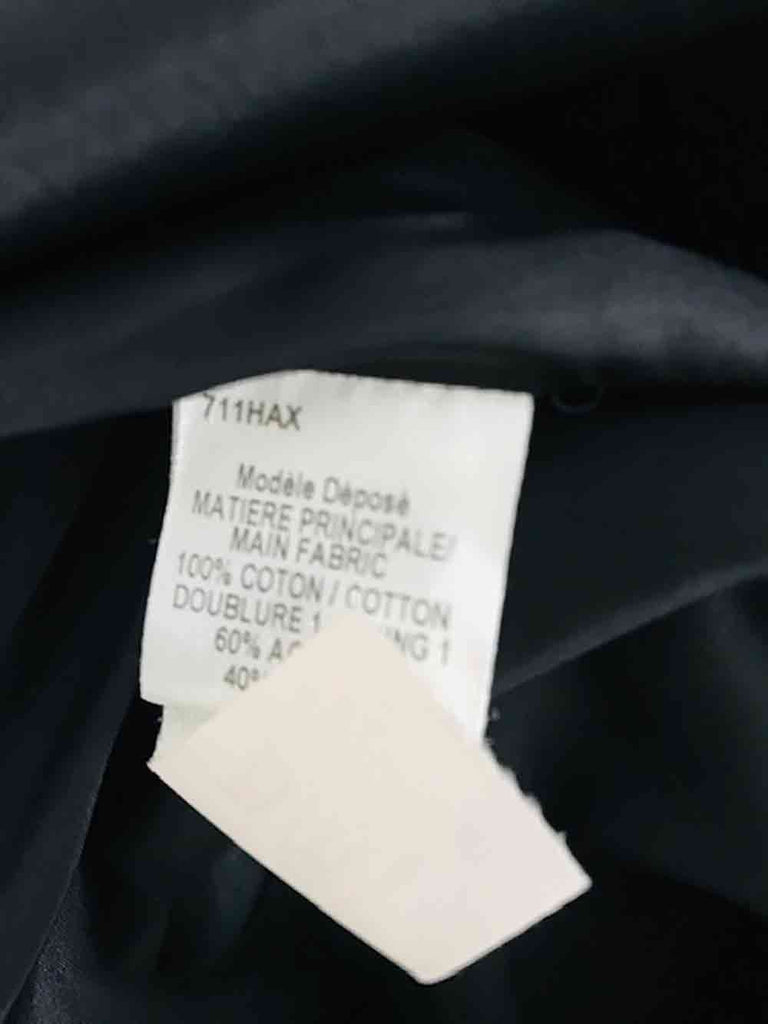 711HAX
Modèle Déposé
MATIERE PRINCIPALE/
MAIN FABRIC
100% COTON / COTTON
DOUBLURE 1
60%